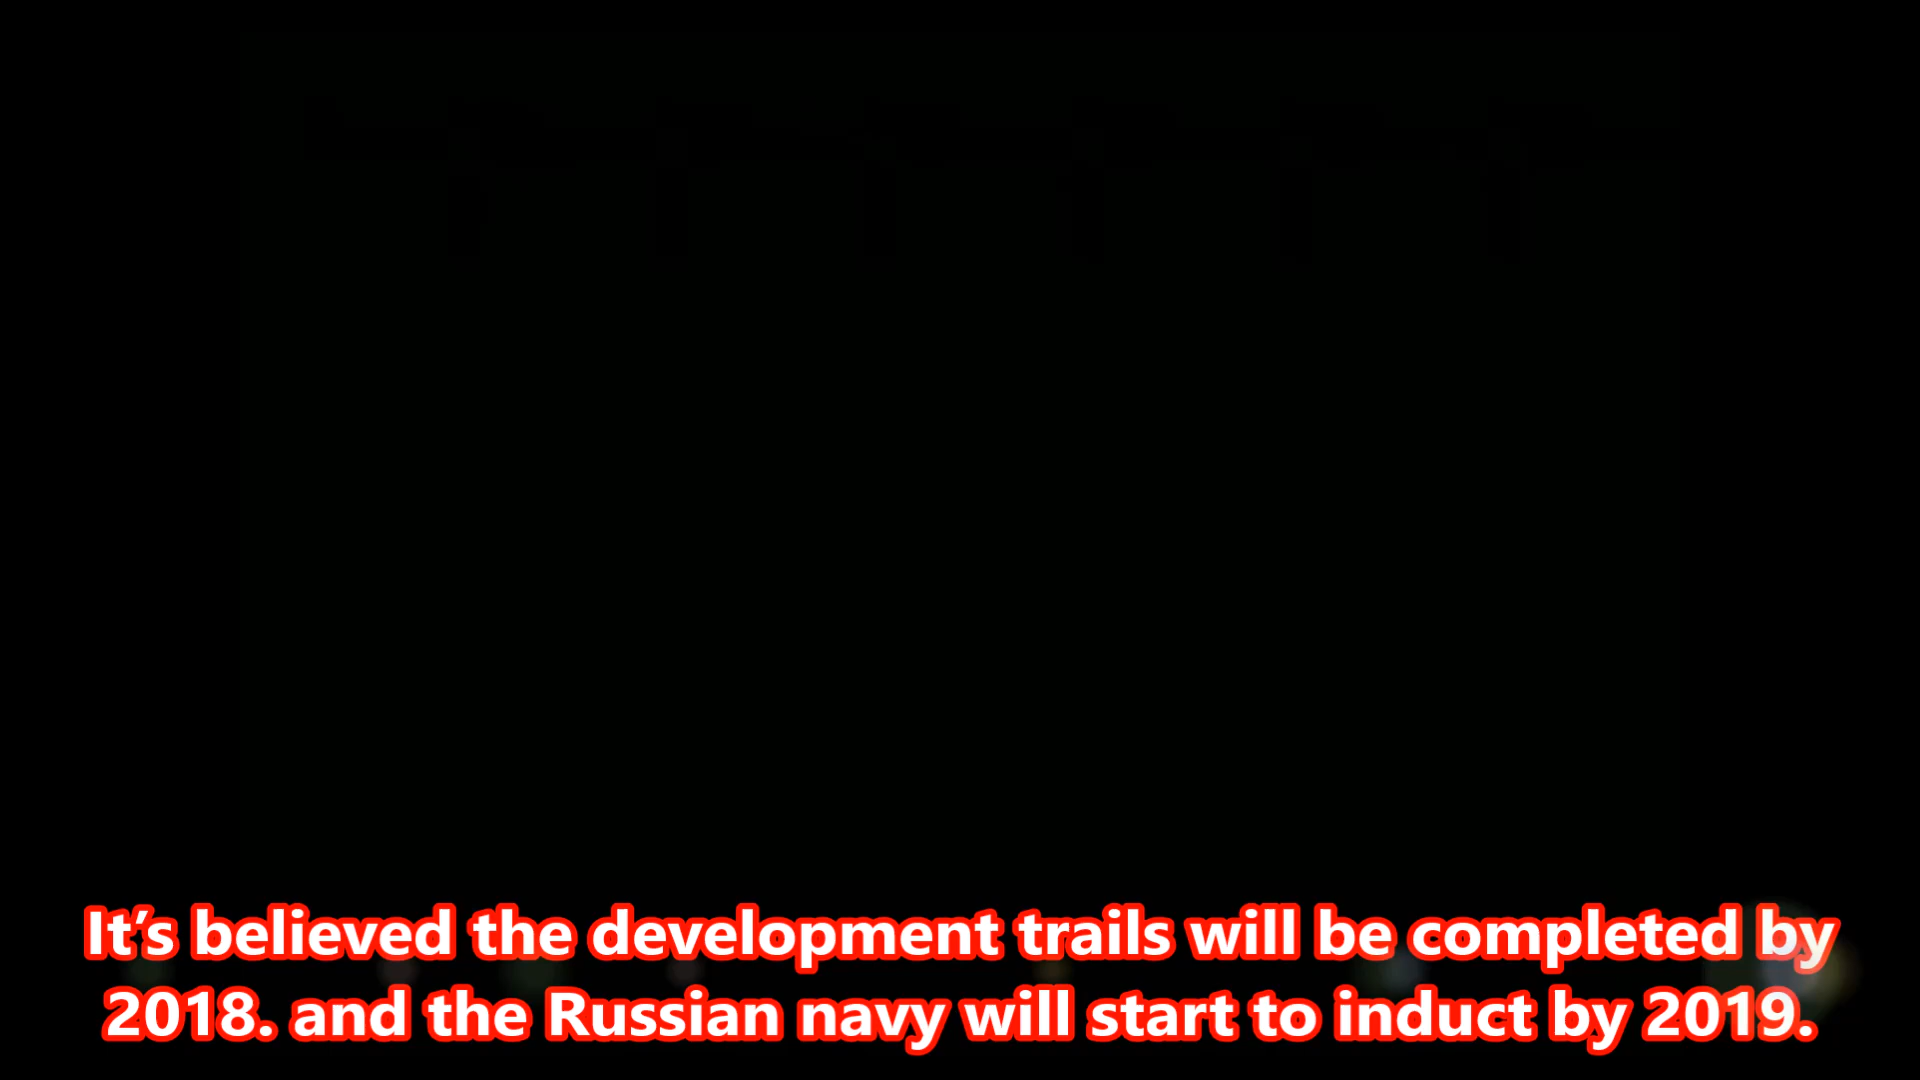 It’s believed the development trails will be completed by
2018. and the Russian navy will start to induct by 2019.